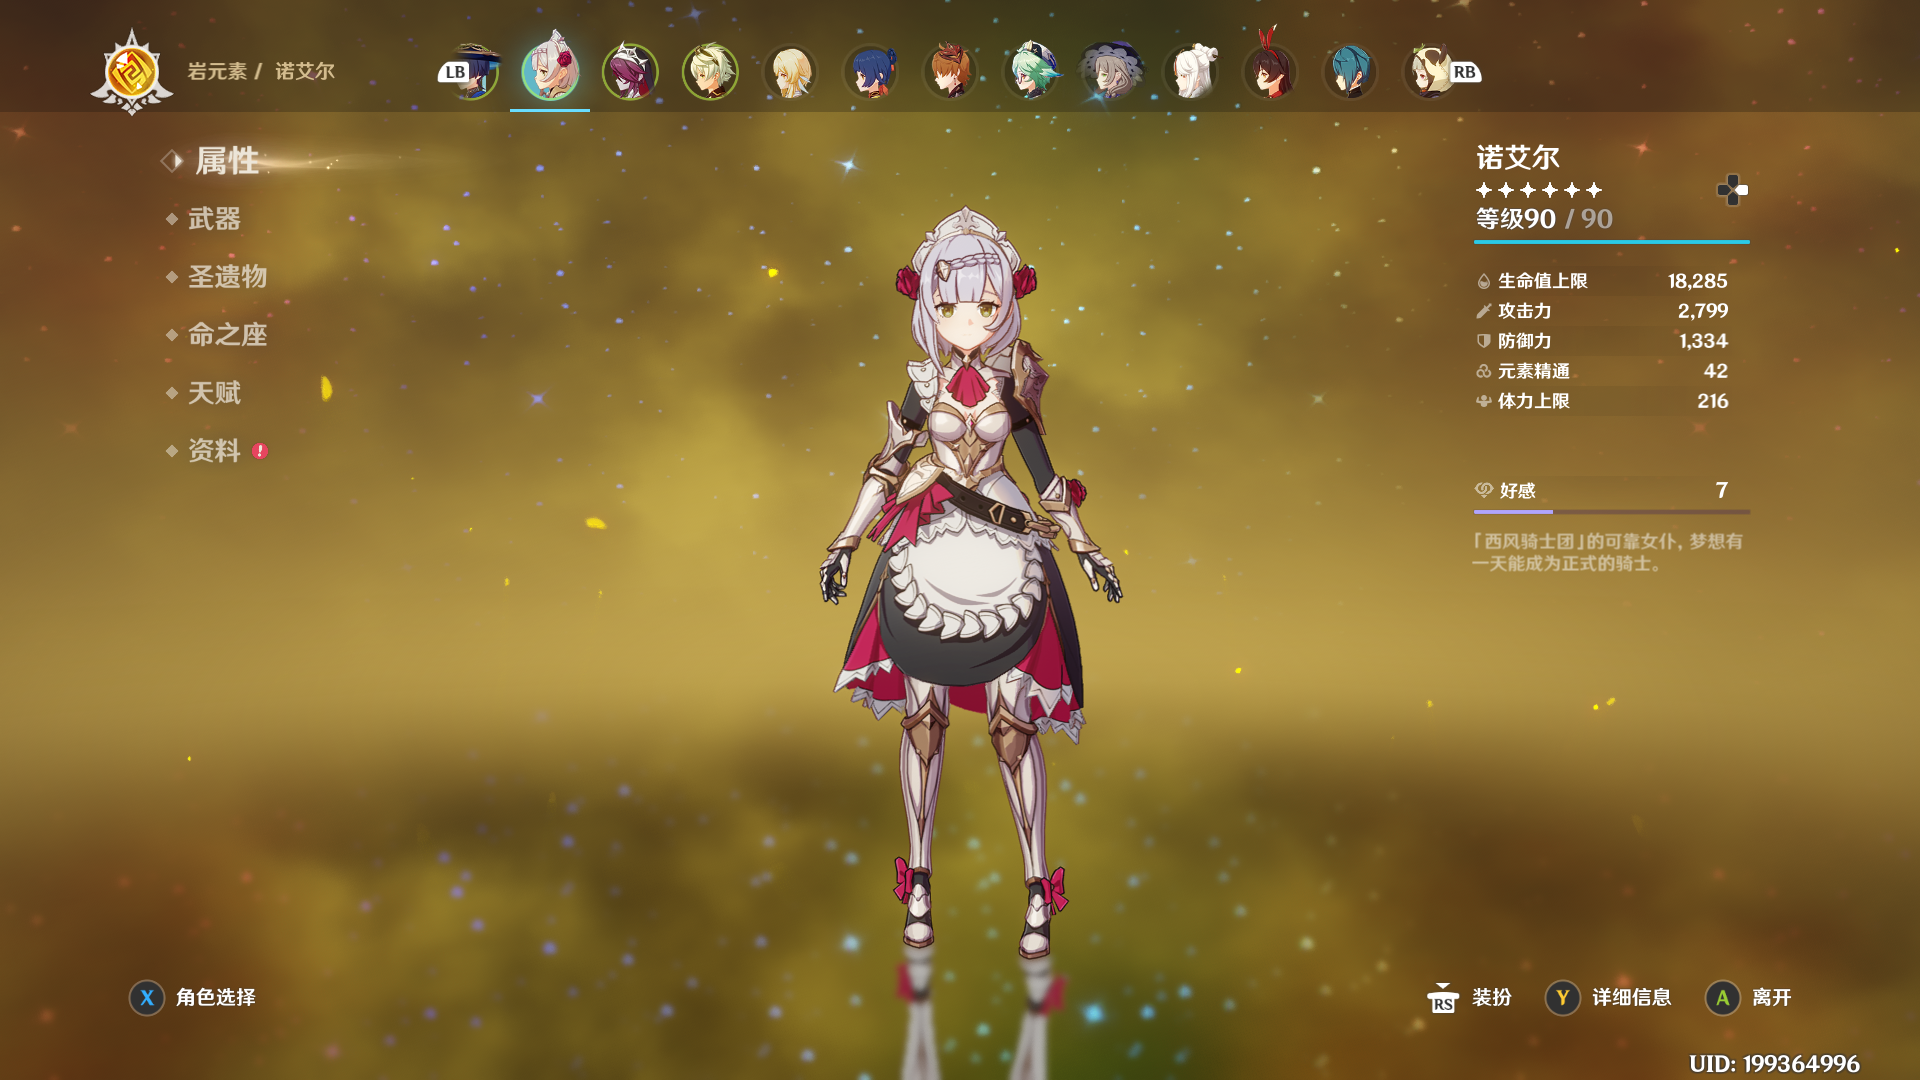 岩元素 / 诺艾尔
LB
RB
属性
武器
圣遗物
命之座
天赋
资料
诺艾尔
等级90 / 90
生命值上限 18,285
攻击力 2,799
防御力 1,334
元素精通 42
体力上限 216
好感 7
「西风骑士团」的可靠女仆, 梦想有
一天能成为正式的骑士。
X 角色选择
RS 装扮
Y 详细信息
A 离开
UID: 199364996